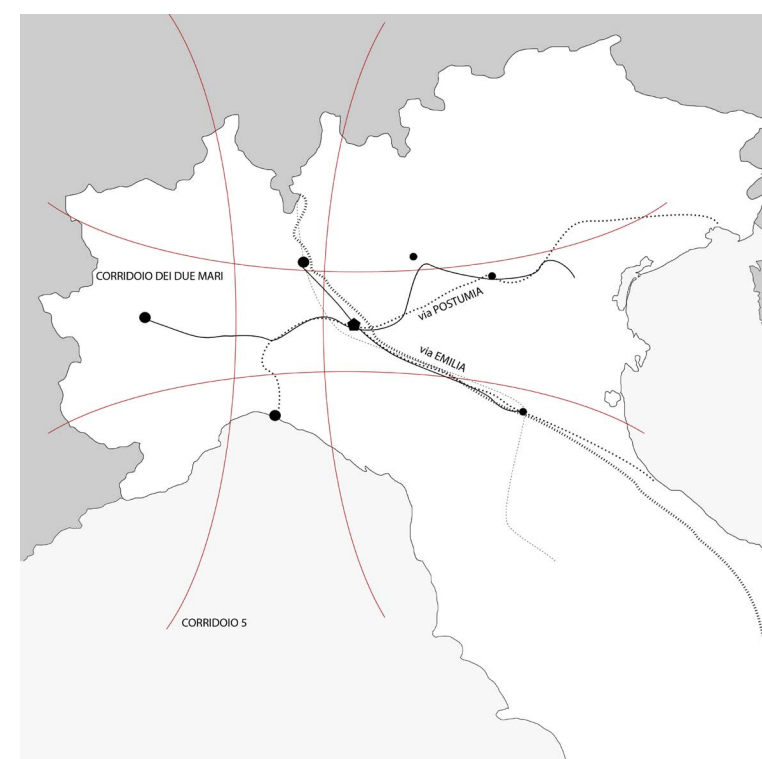 CORRIDOIO DEI DUE MARI
via POSTUMIA
via EMILIA
CORRIDOIO 5